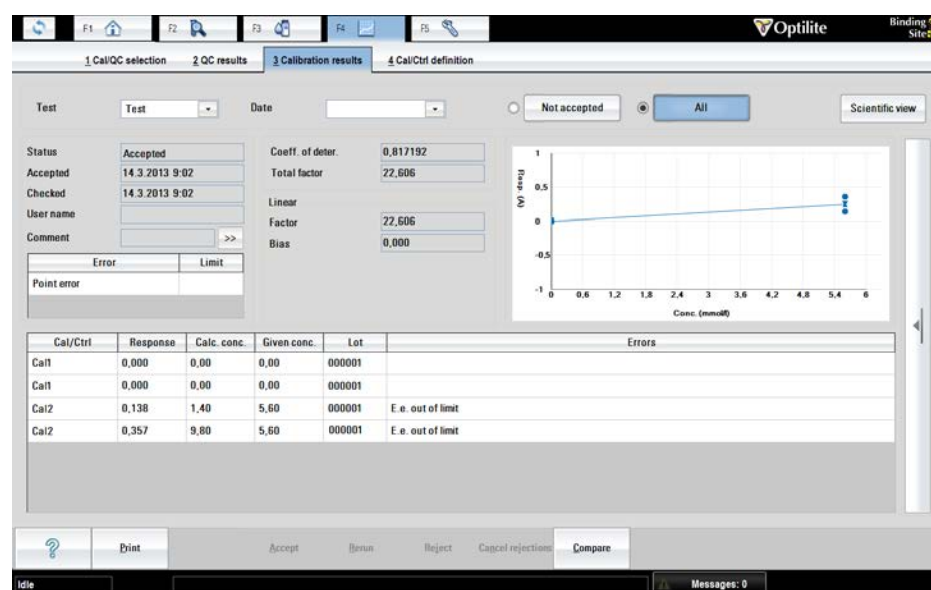 F1 F2 F3 F4 F5 Optilite Binding Site
1 Cal/QC selection 2 QC results 3 Calibration results 4 Cal/Ctrl definition
Test Test Date Not accepted All Scientific view
Status Accepted Coeff. of deter. 0,817192
Accepted 14.3.2013 9:02 Total factor 22,606
Checked 14.3.2013 9:02
User name Linear
Factor 22,606
Comment >> Bias 0,000
Error Limit
Point error
Resp. (A)
1
0,5
0
-0,5
-1
0 0,6 1,2 1,8 2,4 3 3,6 4,2 4,8 5,4 6
Conc. (mmol/l)
Cal/Ctrl Response Calc. conc. Given conc. Lot Errors
Cal1 0,000 0,00 0,00 000001
Cal1 0,000 0,00 0,00 000001
Cal2 0,138 1,40 5,60 000001 E.e. out of limit
Cal2 0,357 9,80 5,60 000001 E.e. out of limit
? Print Accept Rerun Reject Cancel rejections Compare
Idle Messages: 0